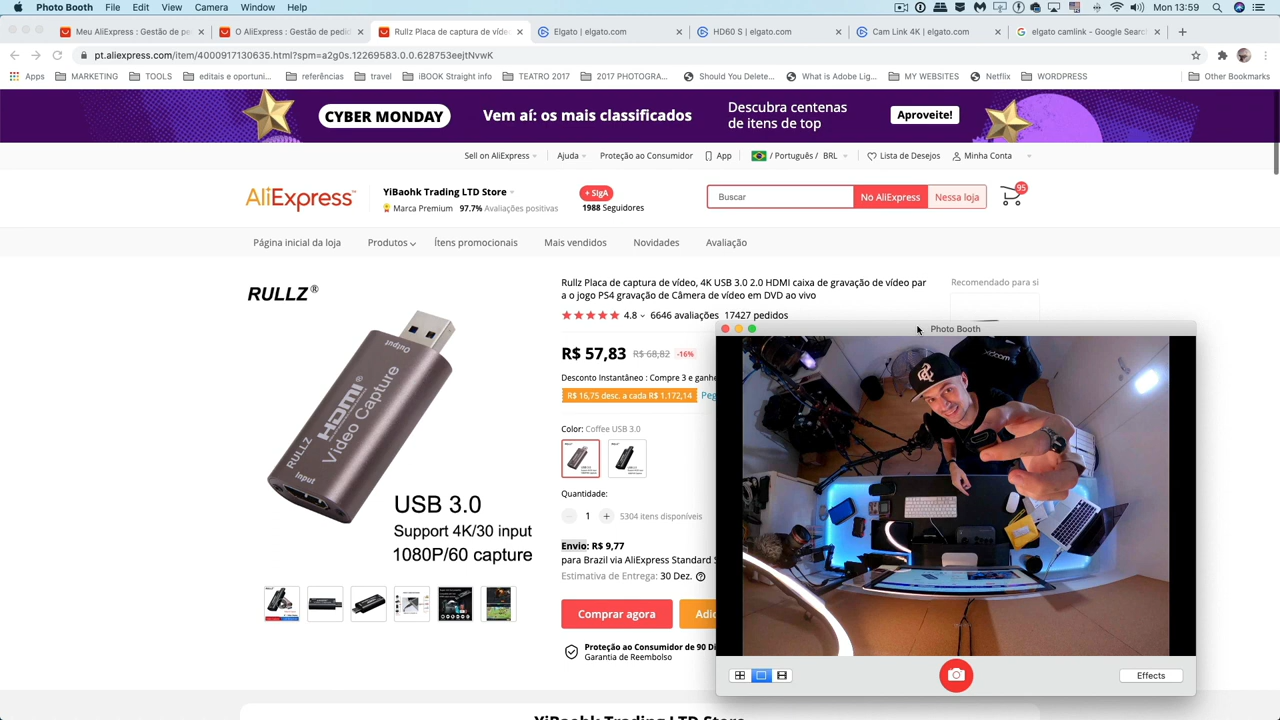 Photo Booth File Edit View Camera Window Help Mon 13:59
Meu AliExpress : Gestão de pe
O AliExpress : Gestão de pedid
Rullz Placa de captura de víde
Elgato | elgato.com
HD60 S | elgato.com
Cam Link 4K | elgato.com
elgato camlink - Google Searc
pt.aliexpress.com/item/4000917130635.html?spm=a2g0s.12269583.0.0.628753eejtNvwK
Apps MARKETING TOOLS editais e oportuni... referências travel iBOOK Straight info TEATRO 2017 2017 PHOTOGRA... Should You Delete... What is Adobe Lig... MY WEBSITES Netflix WORDPRESS Other Bookmarks
CYBER MONDAY
Vem aí: os mais classificados
Descubra centenas
de itens de top
Aproveite!
Sell on AliExpress Ajuda Proteção ao Consumidor App / Português / BRL Lista de Desejos Minha Conta
AliExpress
YiBaohk Trading LTD Store
Marca Premium 97.7% Avaliações positivas
+ SIgA
1988 Seguidores
Buscar
No AliExpress
Nessa loja
95
Página inicial da loja Produtos Ítens promocionais Mais vendidos Novidades Avaliação
RULLZ®
Output
HDMI®
Video Capture
RULLZ
Input
USB 3.0
Support 4K/30 input
1080P/60 capture
Rullz Placa de captura de vídeo, 4K USB 3.0 2.0 HDMI caixa de gravação de vídeo par
a o jogo PS4 gravação de Câmera de vídeo em DVD ao vivo
4.8 6646 avaliações 17427 pedidos
R$ 57,83 R$ 68,82 -16%
Desconto Instantâneo : Compre 3 e ganhe
R$ 16,75 desc. a cada R$ 1.172,14 Peg
Color: Coffee USB 3.0
Quantidade:
1 + 5304 itens disponíveis
Envio: R$ 9,77
para Brazil via AliExpress Standard S
Estimativa de Entrega: 30 Dez.
Comprar agora
Adic
Proteção ao Consumidor de 90 Di
Garantia de Reembolso
Recomendado para si
Photo Booth
Effects
YiBaohk Trading LTD Store